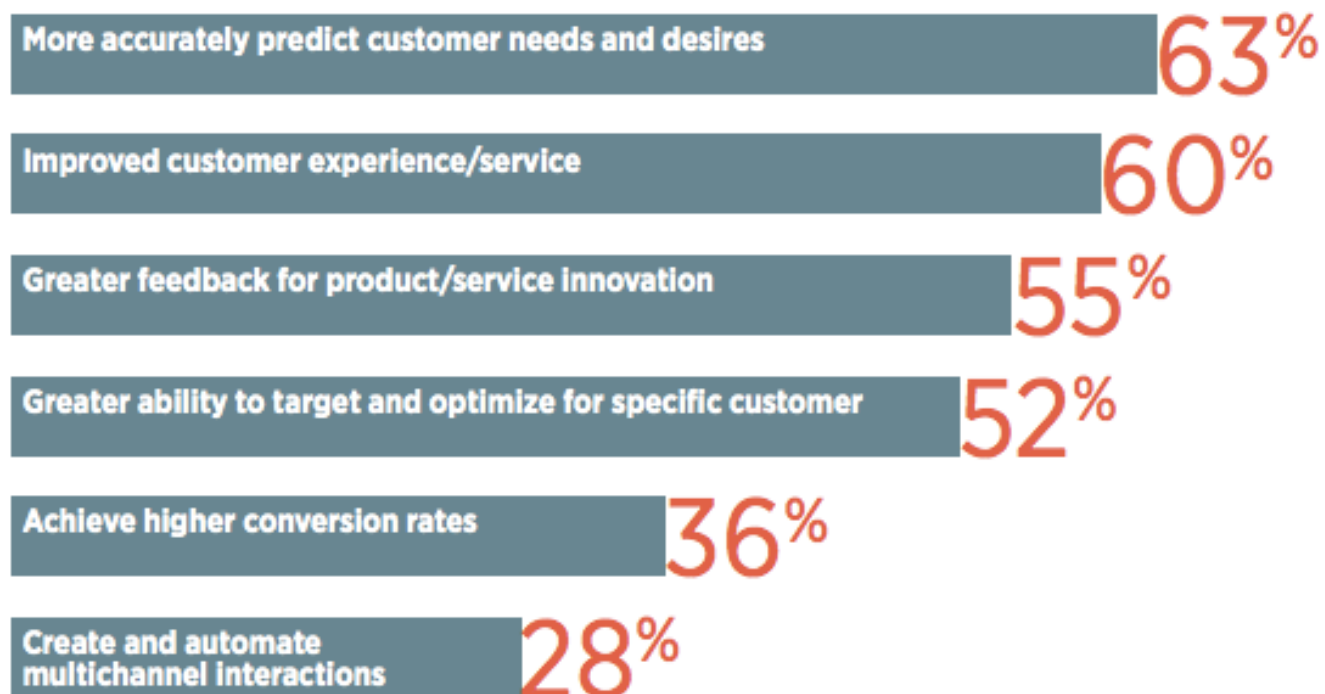 More accurately predict customer needs and desires 63%
Improved customer experience/service 60%
Greater feedback for product/service innovation 55%
Greater ability to target and optimize for specific customer 52%
Achieve higher conversion rates 36%
Create and automate
multichannel interactions 28%